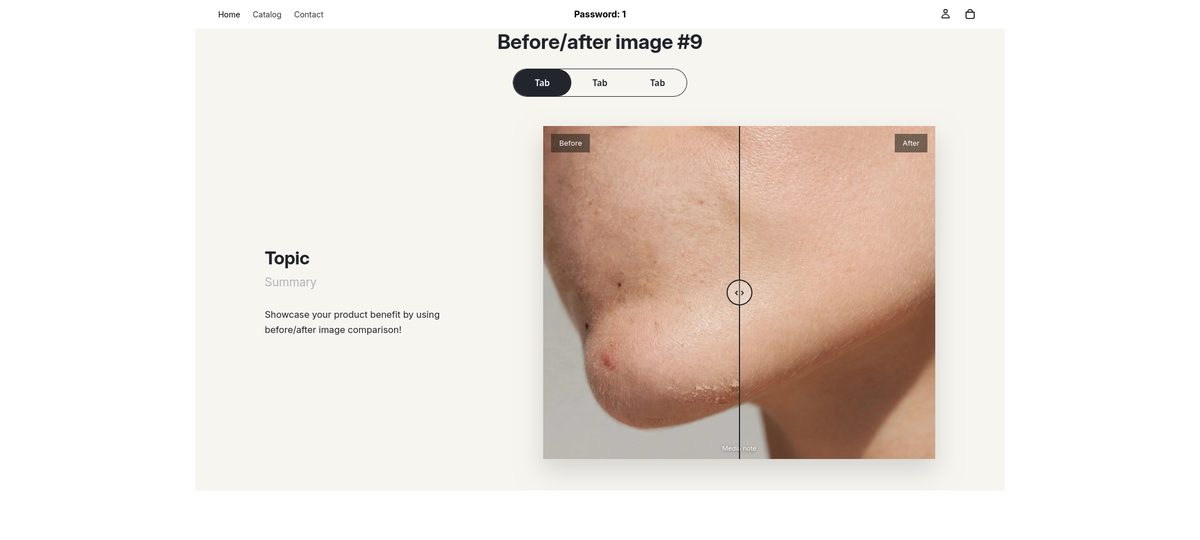 Home Catalog Contact Password: 1
Before/after image #9
Tab Tab Tab
Before After
Topic
Summary
Showcase your product benefit by using
before/after image comparison!
Media note